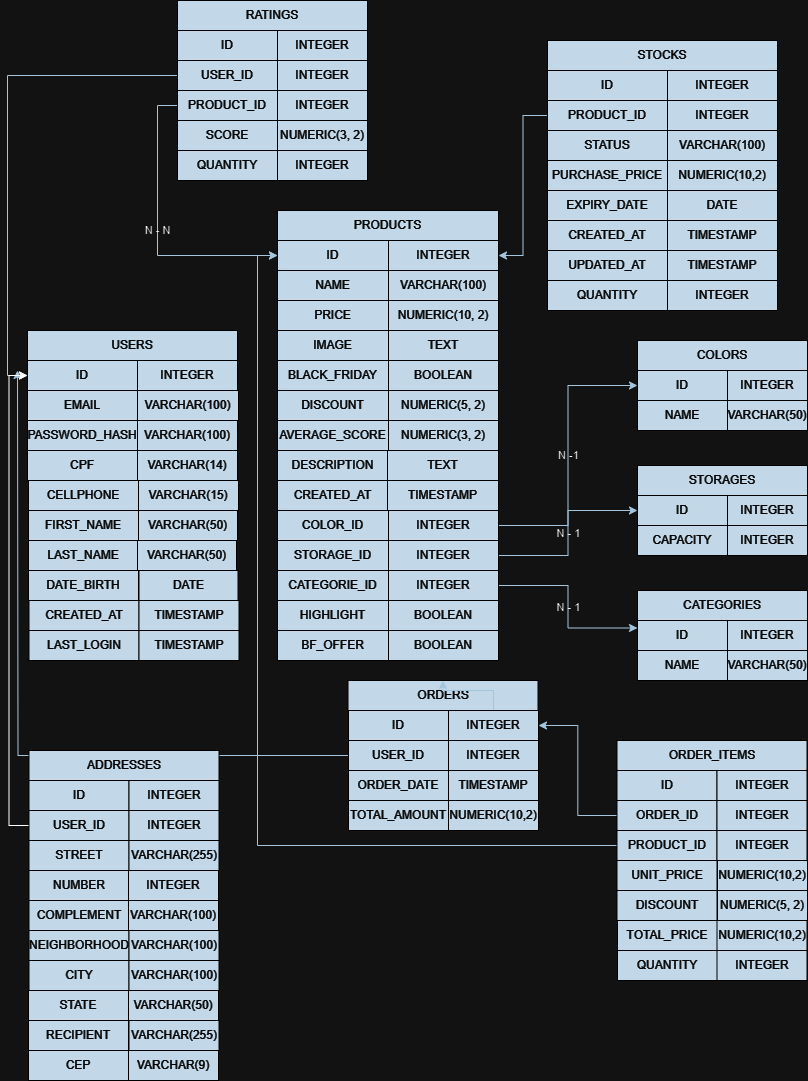 RATINGS
ID INTEGER
USER_ID INTEGER
PRODUCT_ID INTEGER
SCORE NUMERIC(3, 2)
QUANTITY INTEGER
STOCKS
ID INTEGER
PRODUCT_ID INTEGER
STATUS VARCHAR(100)
PURCHASE_PRICE NUMERIC(10,2)
EXPIRY_DATE DATE
CREATED_AT TIMESTAMP
UPDATED_AT TIMESTAMP
QUANTITY INTEGER
N - N
PRODUCTS
ID INTEGER
NAME VARCHAR(100)
PRICE NUMERIC(10, 2)
IMAGE TEXT
BLACK_FRIDAY BOOLEAN
DISCOUNT NUMERIC(5, 2)
AVERAGE_SCORE NUMERIC(3, 2)
DESCRIPTION TEXT
CREATED_AT TIMESTAMP
COLOR_ID INTEGER
STORAGE_ID INTEGER
CATEGORIE_ID INTEGER
HIGHLIGHT BOOLEAN
BF_OFFER BOOLEAN
USERS
ID INTEGER
EMAIL VARCHAR(100)
PASSWORD_HASH VARCHAR(100)
CPF VARCHAR(14)
CELLPHONE VARCHAR(15)
FIRST_NAME VARCHAR(50)
LAST_NAME VARCHAR(50)
DATE_BIRTH DATE
CREATED_AT TIMESTAMP
LAST_LOGIN TIMESTAMP
COLORS
ID INTEGER
NAME VARCHAR(50)
N -1
STORAGES
ID INTEGER
CAPACITY INTEGER
N - 1
CATEGORIES
ID INTEGER
NAME VARCHAR(50)
N - 1
ORDERS
ID INTEGER
USER_ID INTEGER
ORDER_DATE TIMESTAMP
TOTAL_AMOUNT NUMERIC(10,2)
ORDER_ITEMS
ID INTEGER
ORDER_ID INTEGER
PRODUCT_ID INTEGER
UNIT_PRICE NUMERIC(10,2)
DISCOUNT NUMERIC(5, 2)
TOTAL_PRICE NUMERIC(10,2)
QUANTITY INTEGER
ADDRESSES
ID INTEGER
USER_ID INTEGER
STREET VARCHAR(255)
NUMBER INTEGER
COMPLEMENT VARCHAR(100)
NEIGHBORHOOD VARCHAR(100)
CITY VARCHAR(100)
STATE VARCHAR(50)
RECIPIENT VARCHAR(255)
CEP VARCHAR(9)